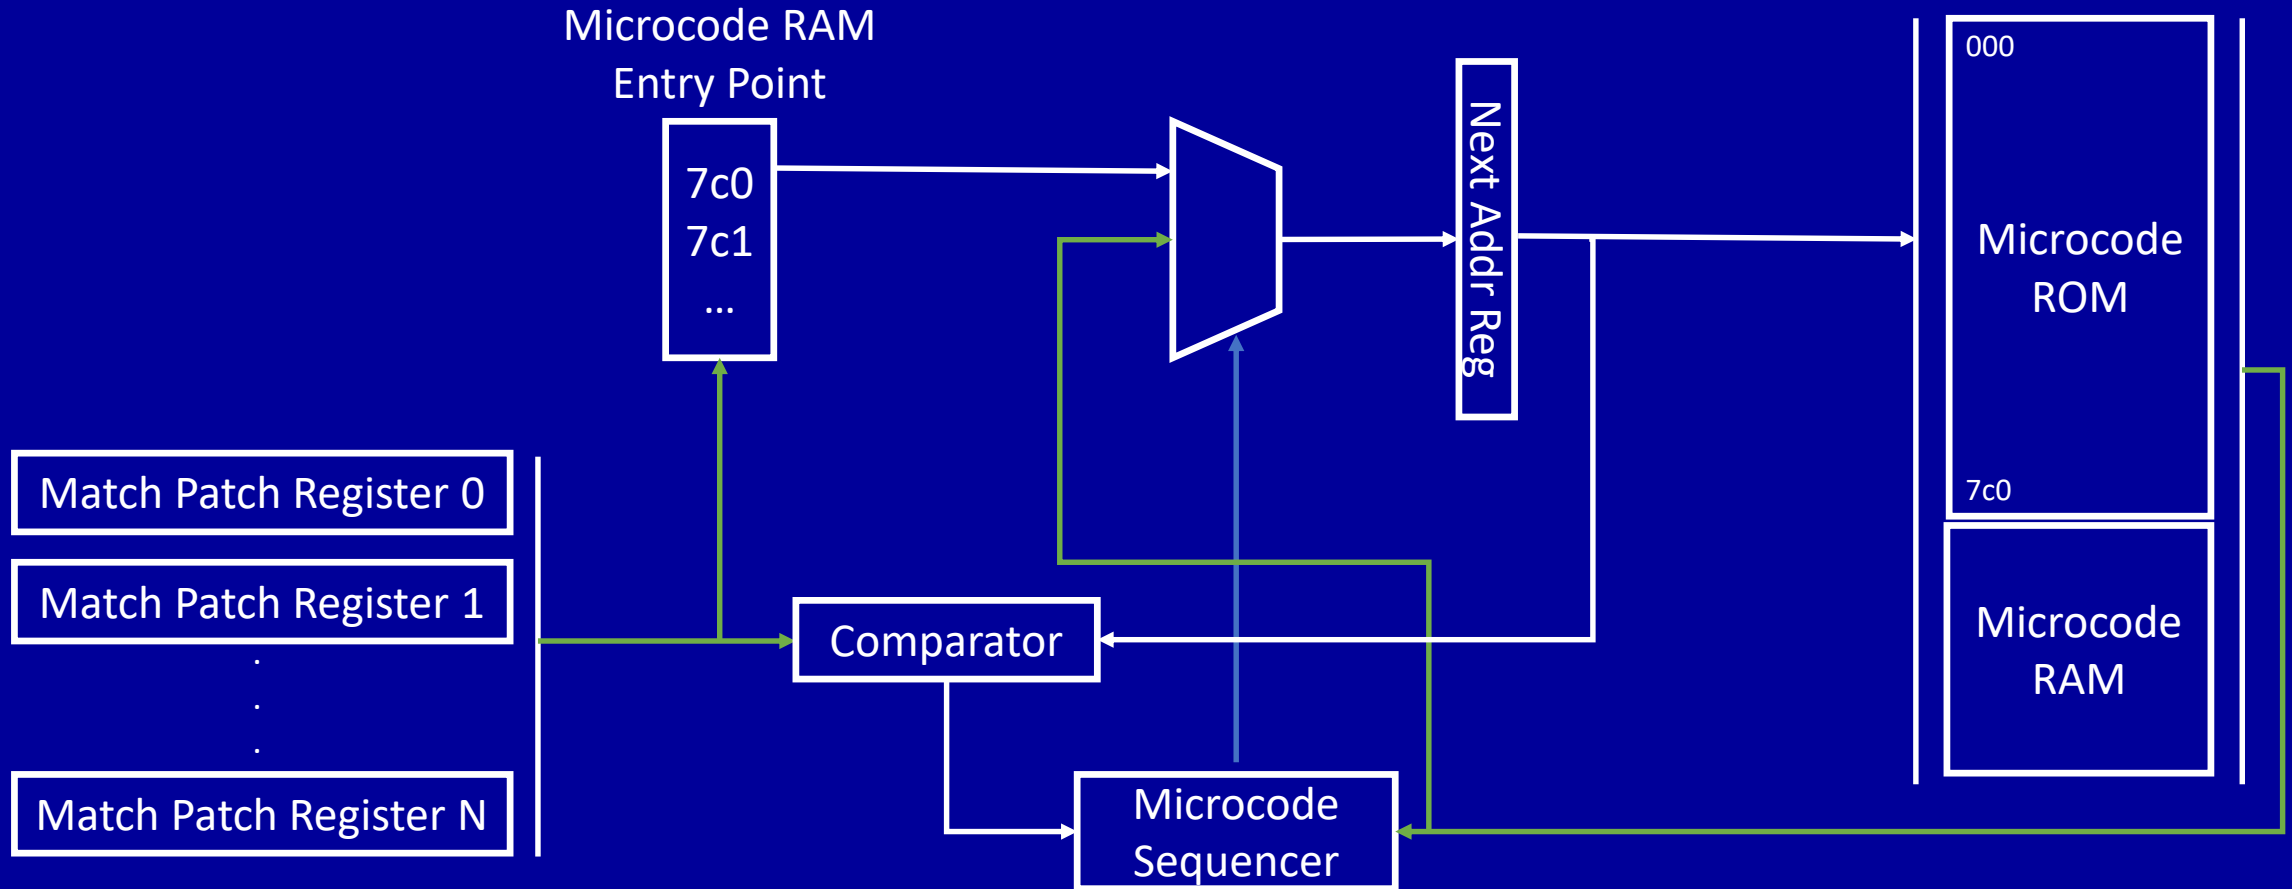 Microcode RAM
Entry Point
7c0
7c1
...
Next Addr Reg
000
Microcode
ROM
7c0
Microcode
RAM
Match Patch Register 0
Match Patch Register 1
.
.
.
Match Patch Register N
Comparator
Microcode
Sequencer